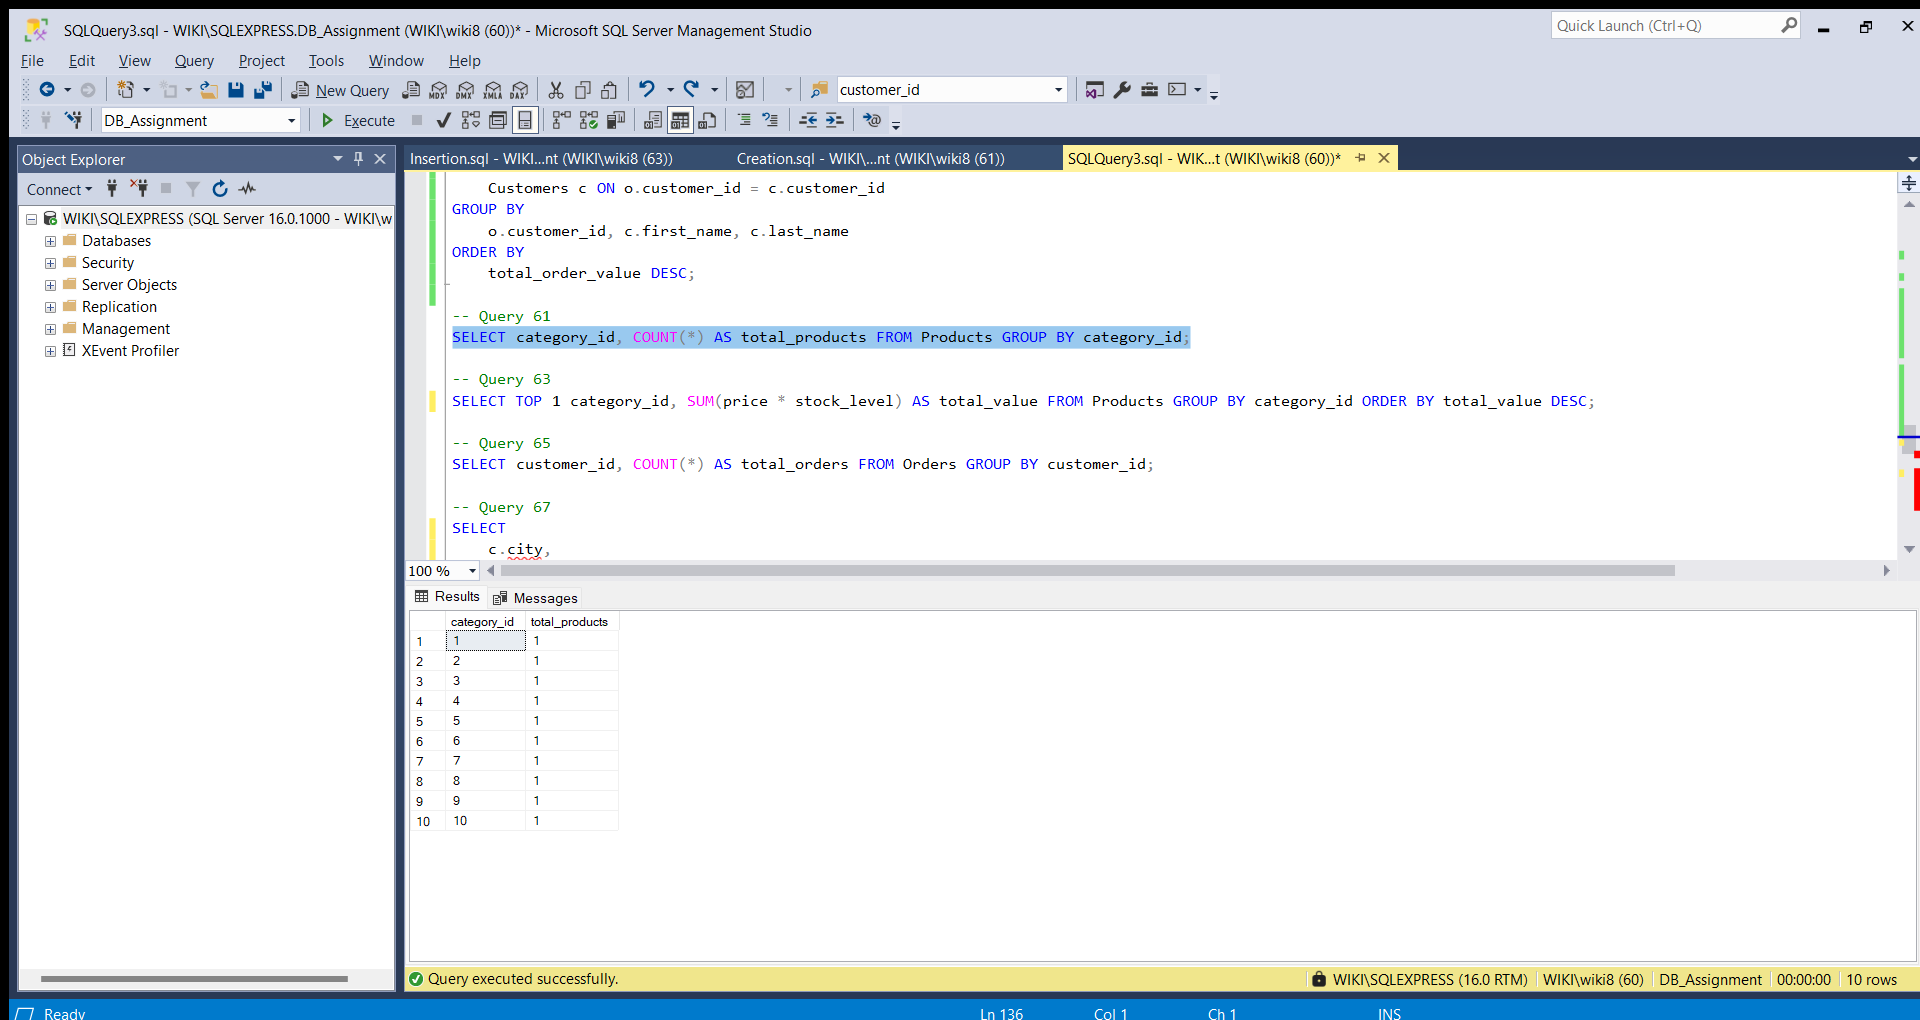 SQLQuery3.sql - WIKI\SQLEXPRESS.DB_Assignment (WIKI\wiki8 (60))* - Microsoft SQL Server Management Studio
Quick Launch (Ctrl+Q)
File Edit View Query Project Tools Window Help
New Query MDX DMX XMLA DAX customer_id
DB_Assignment Execute
Object Explorer
Insertion.sql - WIKI...nt (WIKI\wiki8 (63)) Creation.sql - WIKI\...nt (WIKI\wiki8 (61)) SQLQuery3.sql - WIK...t (WIKI\wiki8 (60))*
Connect
WIKI\SQLEXPRESS (SQL Server 16.0.1000 - WIKI\w
Databases
Security
Server Objects
Replication
Management
XEvent Profiler
Customers c ON o.customer_id = c.customer_id
GROUP BY
o.customer_id, c.first_name, c.last_name
ORDER BY
total_order_value DESC;
-- Query 61
SELECT category_id, COUNT(*) AS total_products FROM Products GROUP BY category_id;
-- Query 63
SELECT TOP 1 category_id, SUM(price * stock_level) AS total_value FROM Products GROUP BY category_id ORDER BY total_value DESC;
-- Query 65
SELECT customer_id, COUNT(*) AS total_orders FROM Orders GROUP BY customer_id;
-- Query 67
SELECT
c.city,
100 %
Results Messages
category_id total_products
1 1 1
2 2 1
3 3 1
4 4 1
5 5 1
6 6 1
7 7 1
8 8 1
9 9 1
10 10 1
Query executed successfully. WIKI\SQLEXPRESS (16.0 RTM) WIKI\wiki8 (60) DB_Assignment 00:00:00 10 rows
Ready Ln 136 Col 1 Ch 1 INS